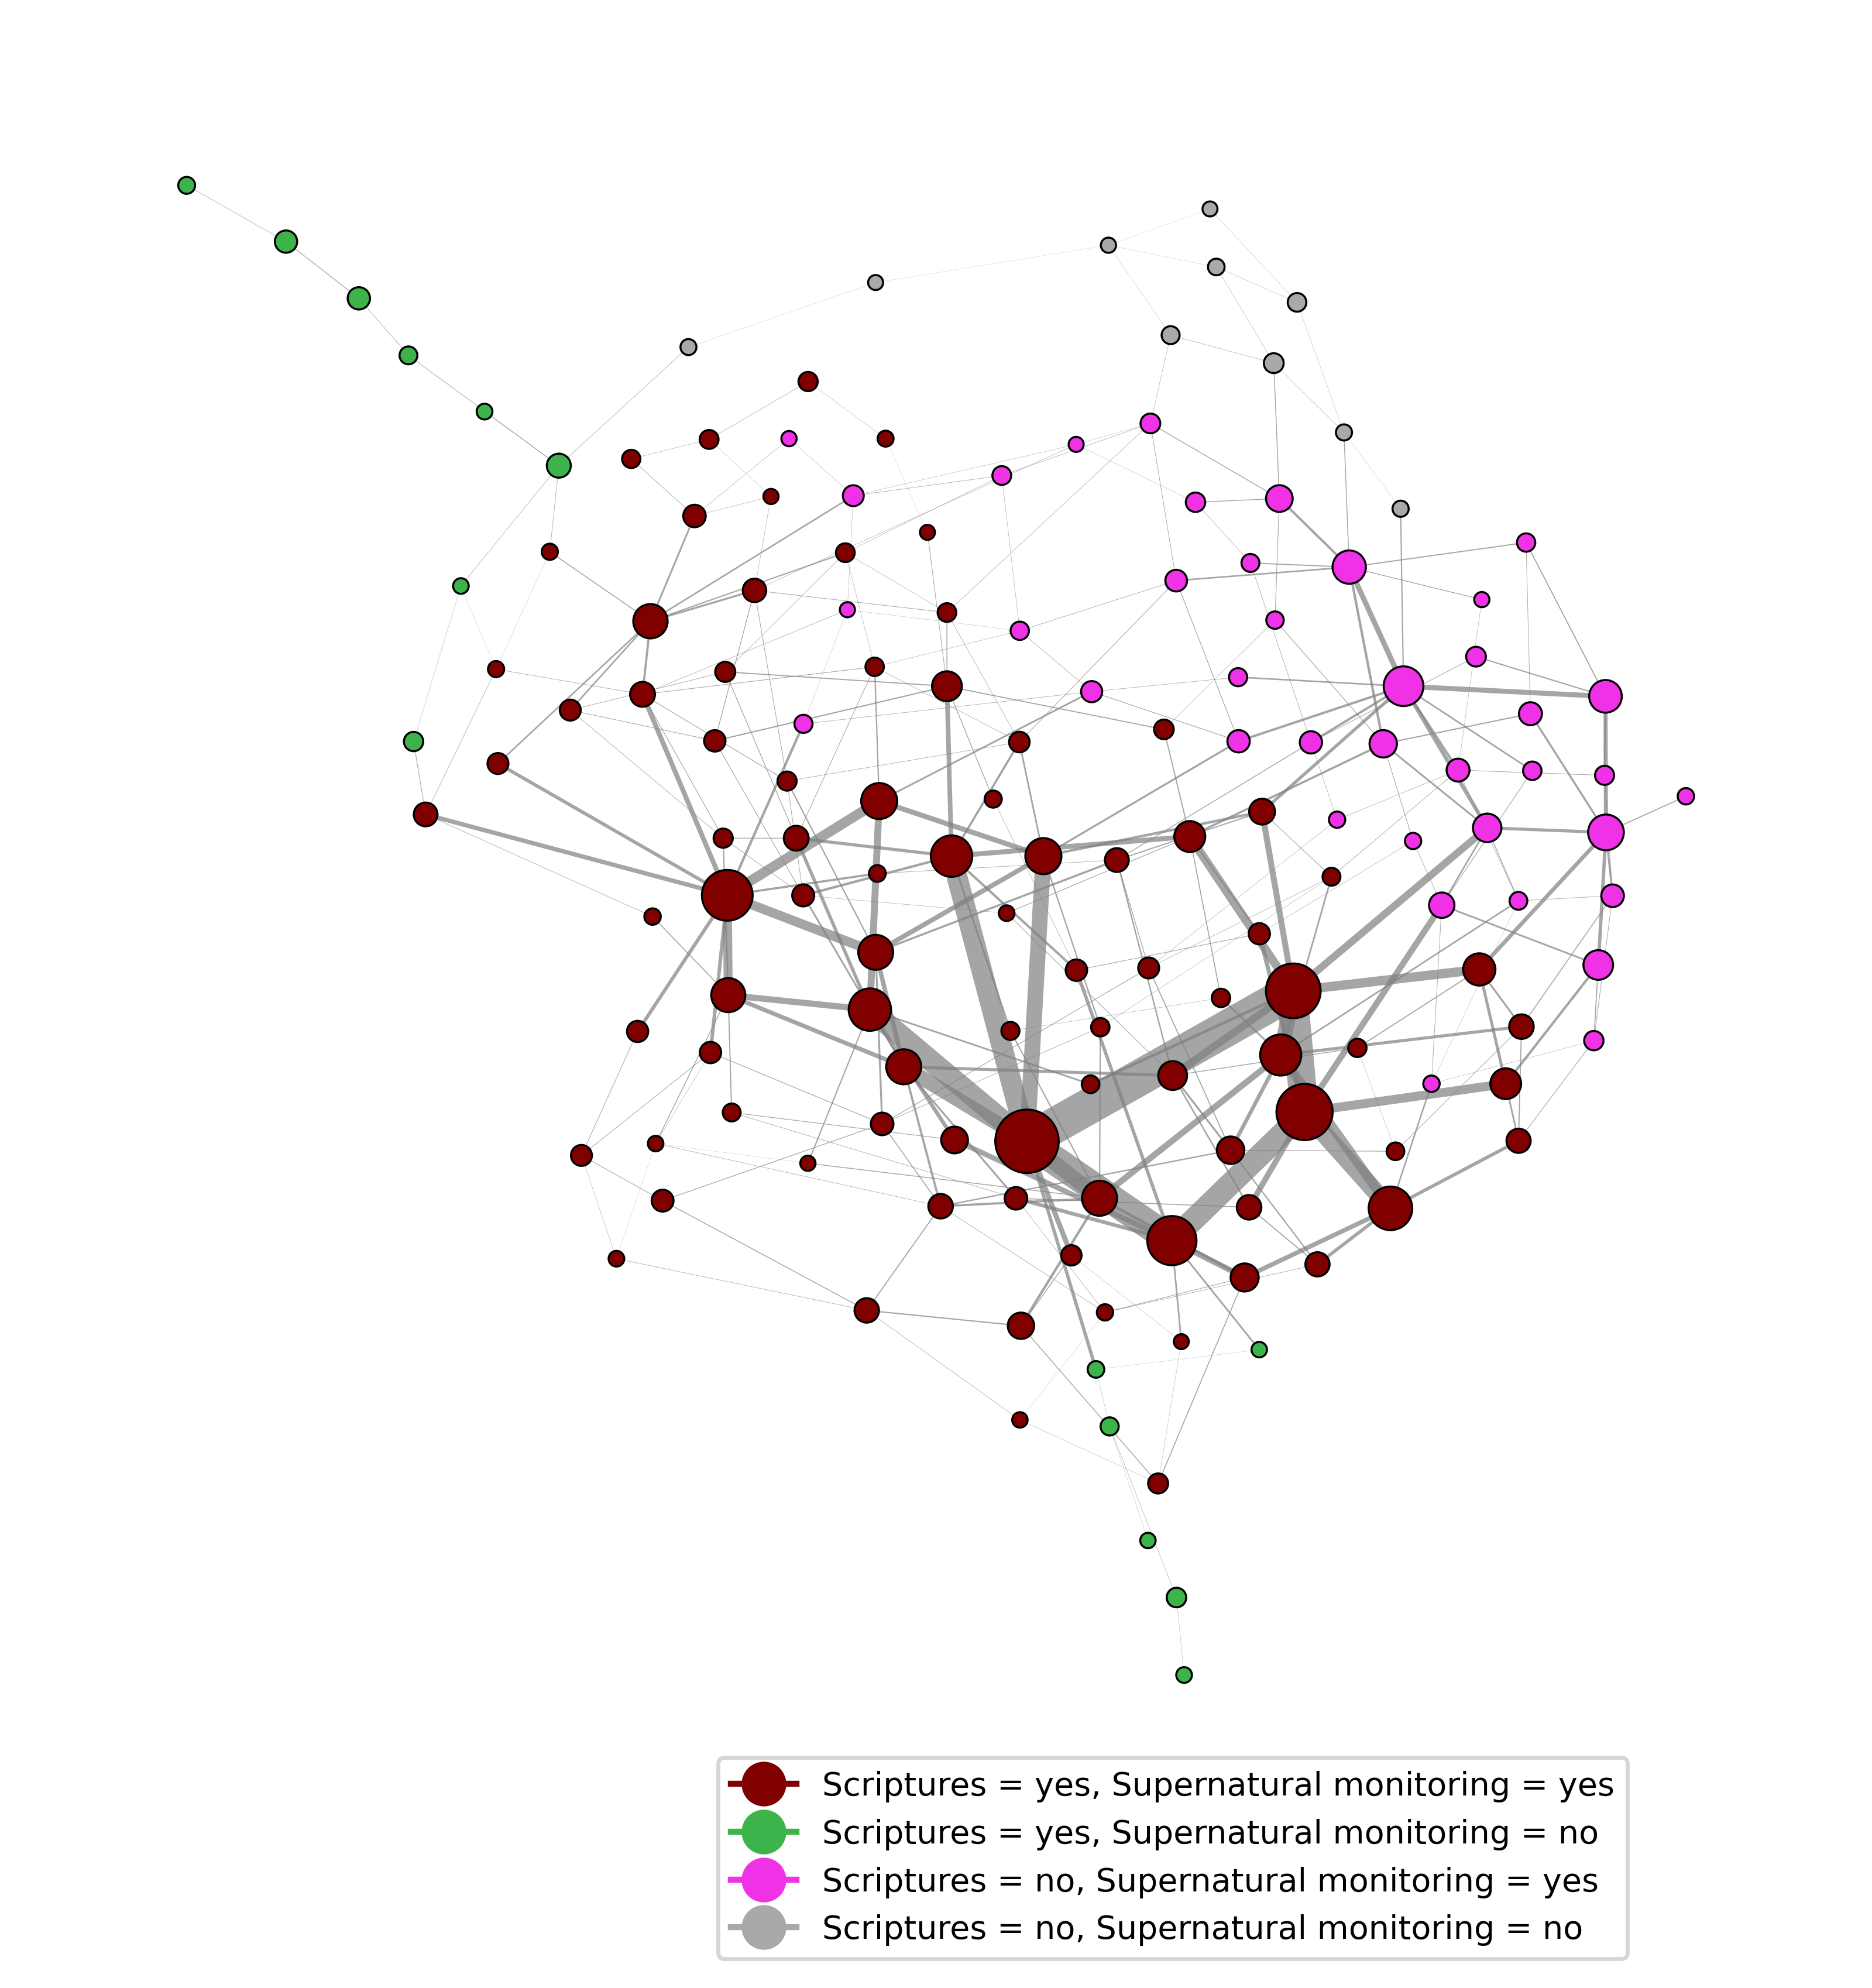 Scriptures = yes, Supernatural monitoring = yes
Scriptures = yes, Supernatural monitoring = no
Scriptures = no, Supernatural monitoring = yes
Scriptures = no, Supernatural monitoring = no